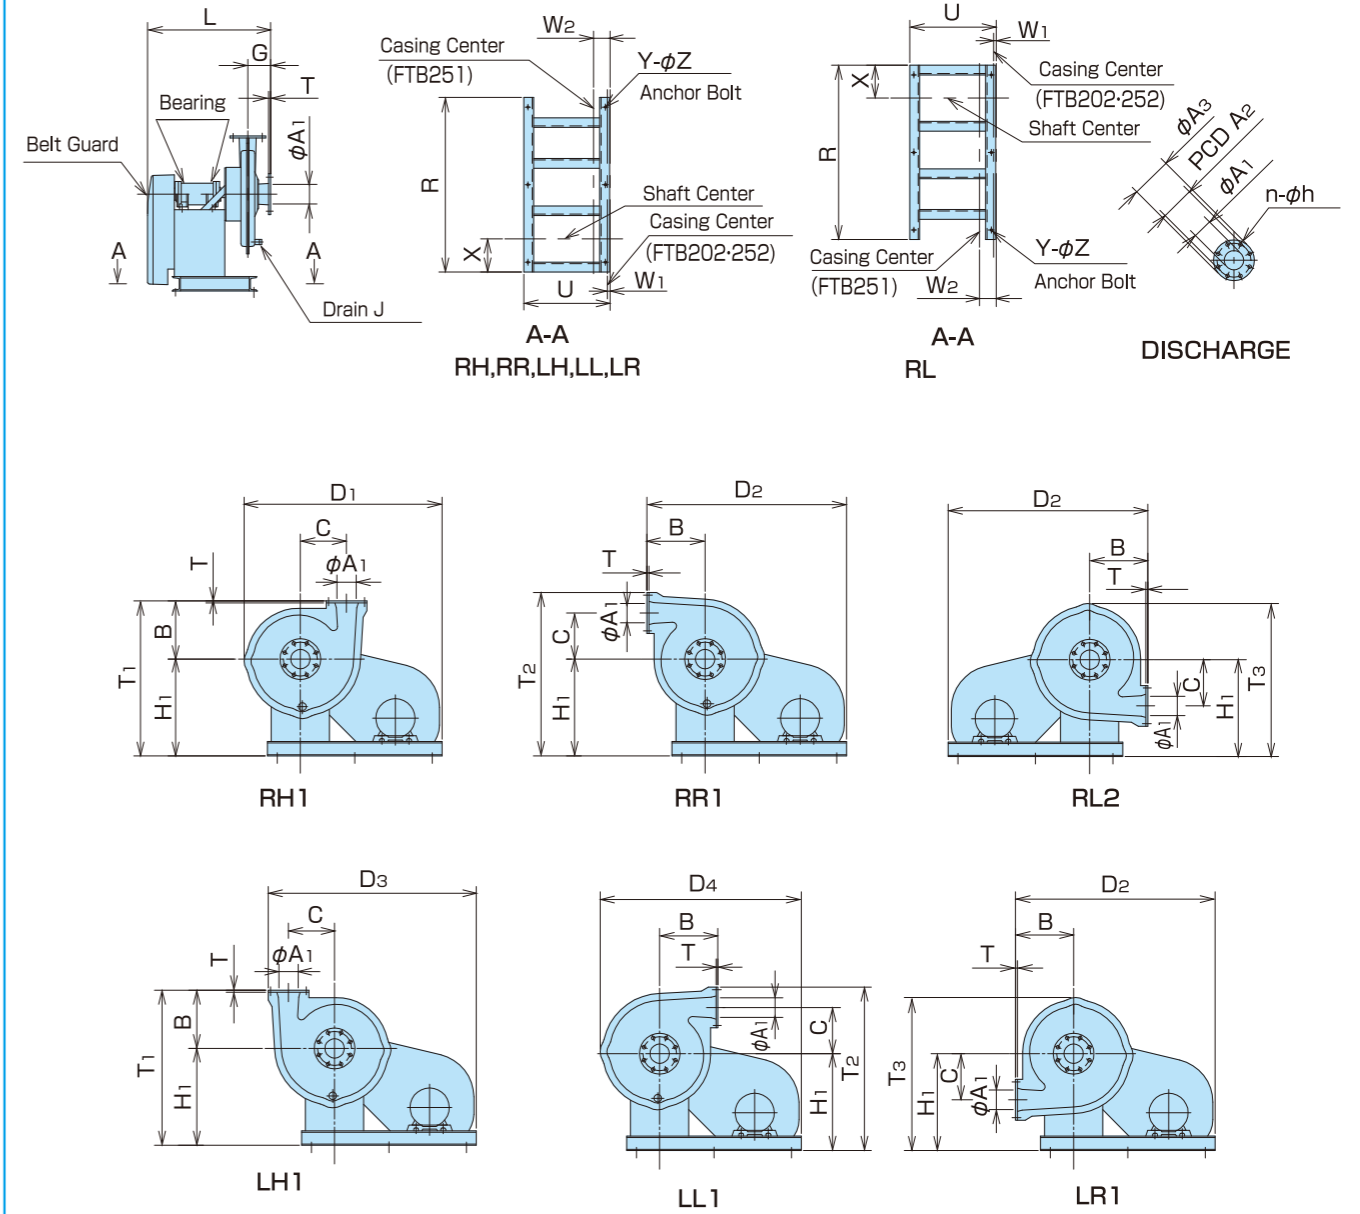 L
G
T
Bearing
φA1
Belt Guard
A
A
Drain J
W2
Casing Center
(FTB251)
Y-φZ
Anchor Bolt
R
Shaft Center
Casing Center
(FTB202·252)
X
U
W1
A-A
RH,RR,LH,LL,LR
U
W1
X
Casing Center
(FTB202·252)
Shaft Center
R
Y-φZ
Casing Center
(FTB251)
Anchor Bolt
W2
A-A
RL
φA3
PCD A2
φA1
n-φh
DISCHARGE
D1
C
T
φA1
B
T1
H1
RH1
D2
B
T
φA1
C
T2
H1
RR1
D2
B
T
C
T3
H1
φA1
RL2
D3
C
T
φA1
B
T1
H1
LH1
D4
B
T
C
φA1
T2
H1
LL1
D2
B
T
T3
C
φA1
H1
LR1